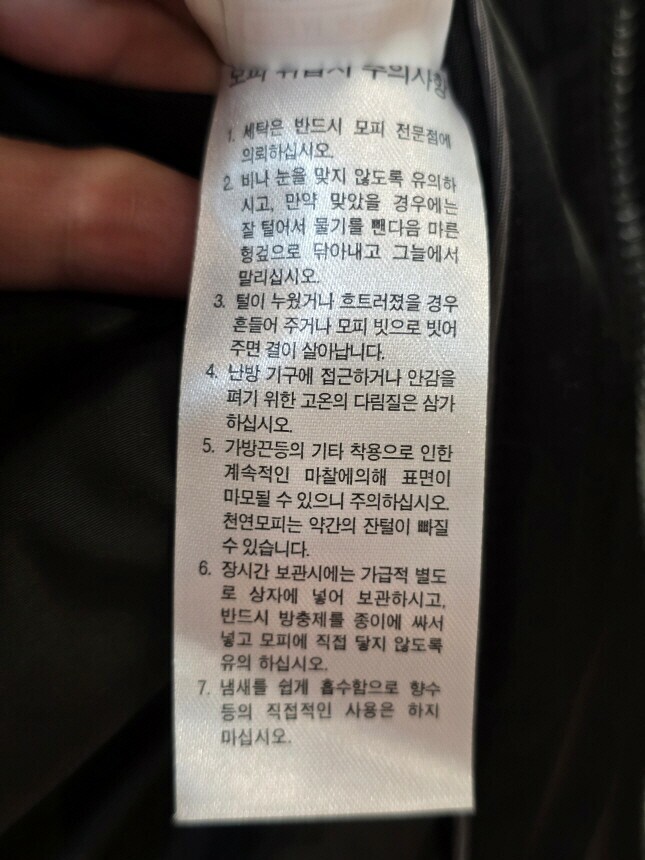 모피 취급시 주의사항
1. 세탁은 반드시 모피 전문점에
의뢰하십시오.
2. 비나 눈을 맞지 않도록 유의하
시고, 만약 맞았을 경우에는
잘 털어서 물기를 뺀다음 마른
헝겊으로 닦아내고 그늘에서
말리십시오.
3. 털이 누웠거나 흐트러졌을 경우
흔들어 주거나 모피 빗으로 빗어
주면 결이 살아납니다.
4. 난방 기구에 접근하거나 안감을
펴기 위한 고온의 다림질은 삼가
하십시오.
5. 가방끈등의 기타 착용으로 인한
계속적인 마찰에의해 표면이
마모될 수 있으니 주의하십시오.
천연모피는 약간의 잔털이 빠질
수 있습니다.
6. 장시간 보관시에는 가급적 별도
로 상자에 넣어 보관하시고,
반드시 방충제를 종이에 싸서
넣고 모피에 직접 닿지 않도록
유의 하십시오.
7. 냄새를 쉽게 흡수함으로 향수
등의 직접적인 사용은 하지
마십시오.